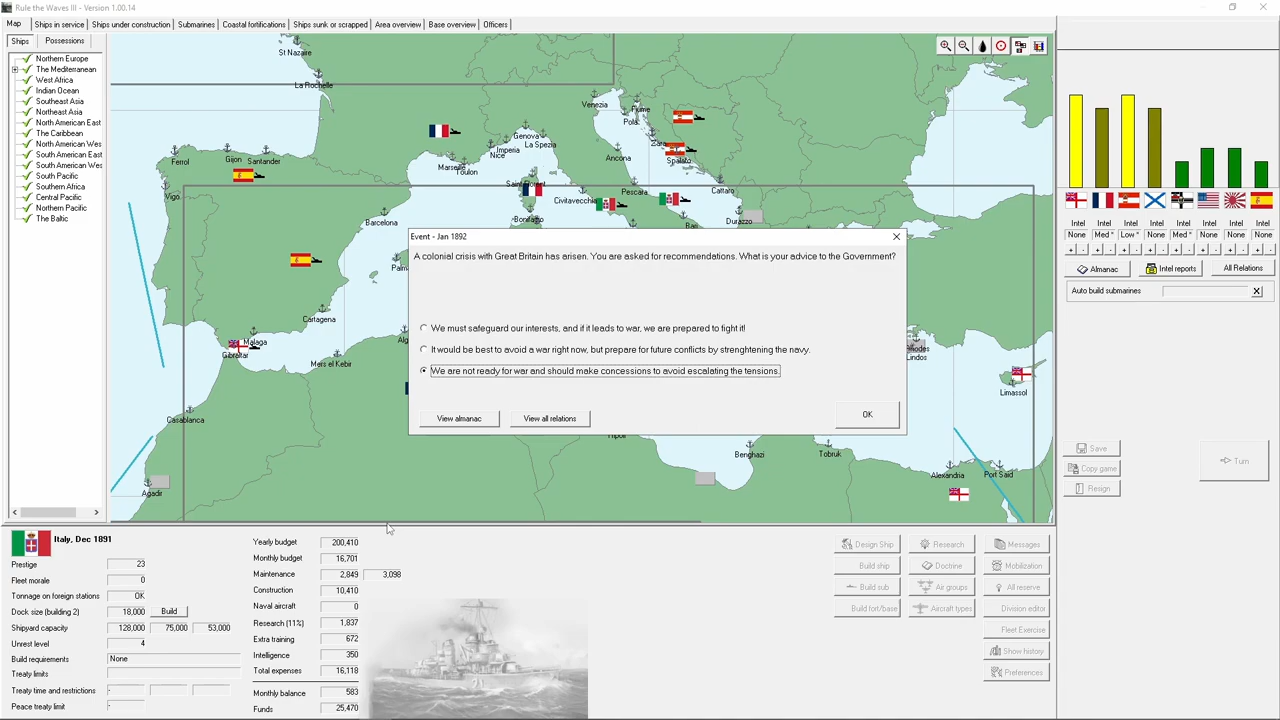 Rule the Waves III - Version 1.00.14
Map
Ships in service
Ships under construction
Submarines
Coastal fortifications
Ships sunk or scrapped
Area overview
Base overview
Officers
Ships
Possessions
Northern Europe
The Mediterranean
West Africa
Indian Ocean
Southeast Asia
Northeast Asia
North American East
The Caribbean
North American Wes
South American East
South American Wes
South Pacific
Southern Africa
Central Pacific
Northern Pacific
The Baltic
St Nazaire
La Rochelle
Ferrol
Gijon
Santander
Vigo
Barcelona
Cartagena
Malaga
Gibraltar
Mers el Kebir
Casablanca
Agadir
Marseille
Toulon
Nice
Imperia
Genova
La Spezia
Venezia
Fiume
Pola
Zara
Spalato
Ancona
Pescara
Cattaro
Civitavecchia
Bonifatio
Durazzo
Bari
Lindos
Limassol
Benghazi
Tobruk
Alexandria
Port Said
Event - Jan 1892
A colonial crisis with Great Britain has arisen. You are asked for recommendations. What is your advice to the Government?
We must safeguard our interests, and if it leads to war, we are prepared to fight it!
It would be best to avoid a war right now, but prepare for future conflicts by strenghtening the navy.
We are not ready for war and should make concessions to avoid escalating the tensions.
View almanac
View all relations
OK
Intel Intel Intel Intel Intel Intel Intel Intel
None Med * Low * None Med * None None None
+ - + - + - + - + - + - + - + -
Almanac
Intel reports
All Relations
Auto build submarines
Save
Copy game
Resign
Turn
Italy, Dec 1891
Prestige 23
Fleet morale 0
Tonnage on foreign stations OK
Dock size (building 2) 18,000 Build
Shipyard capacity 128,000 75,000 53,000
Unrest level 4
Build requirements None
Treaty limits
Treaty time and restrictions -
Peace treaty limit -
Yearly budget 200,410
Monthly budget 16,701
Maintenance 2,849 3,098
Construction 10,410
Naval aircraft 0
Research (11%) 1,837
Extra training 672
Intelligence 350
Total expenses 16,118
Monthly balance 583
Funds 25,470
Design Ship
Research
Messages
Build ship
Doctrine
Mobilization
Build sub
Air groups
All reserve
Build fort/base
Aircraft types
Division editor
Fleet Exercise
Show history
Preferences